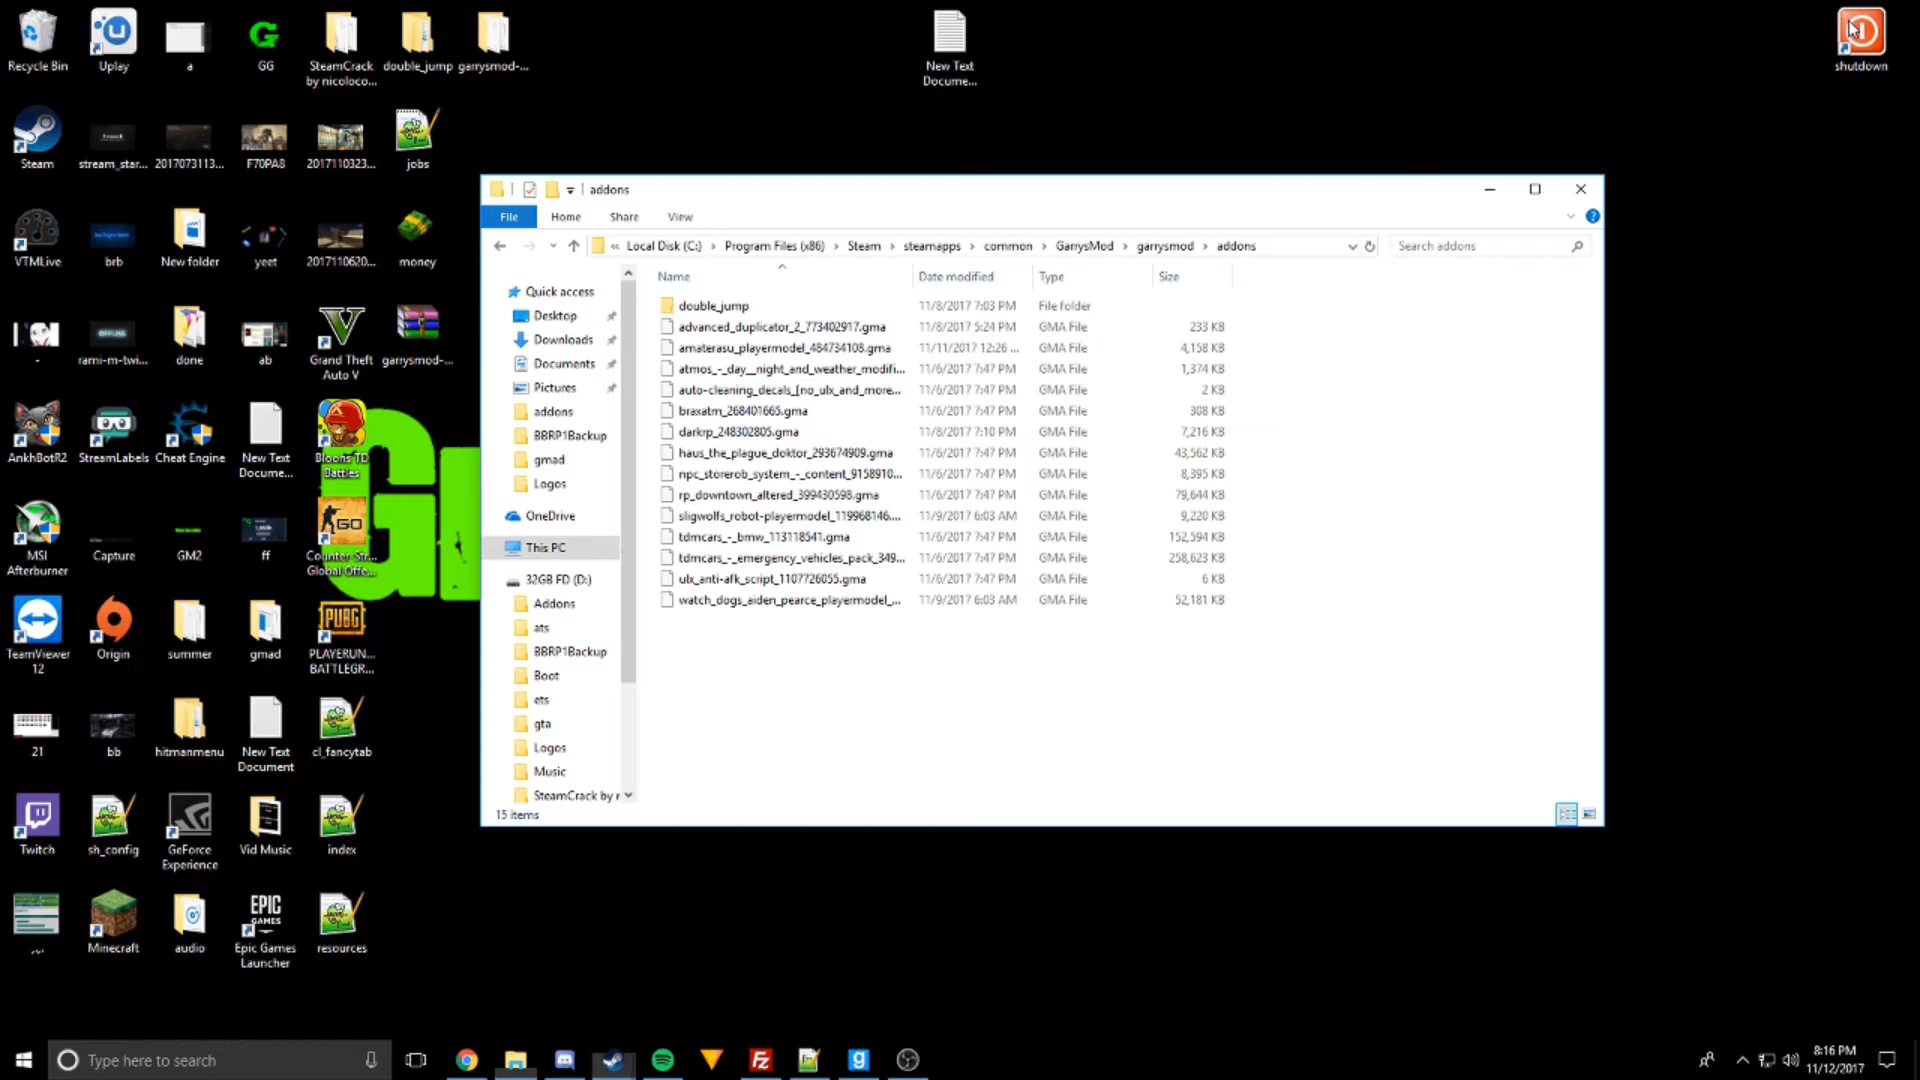 Recycle Bin
Uplay
a
GG
SteamCrack
by nicoloco...
double_jump
garrysmod-...
New Text
Docume...
shutdown
Steam
stream_star...
2017073113...
F70PA8
2017110323...
jobs
VTMLive
brb
New folder
yeet
2017110620...
money
-
rami-m-twi...
done
ab
Grand Theft
Auto V
garrysmod-...
AnkhBotR2
StreamLabels
Cheat Engine
New Text
Docume...
Bloons TD
Battles
MSI
Afterburner
Capture
GM2
ff
Counter Str...
Global Offe...
TeamViewer
12
Origin
summer
gmad
PUBG
PLAYERUN...
BATTLEGR...
21
bb
hitmanmenu
New Text
Document
cl_fancytab
Twitch
sh_config
GeForce
Experience
Vid Music
index
Minecraft
audio
EPIC
GAMES
Epic Games
Launcher
resources
addons
File
Home
Share
View
« Local Disk (C:) › Program Files (x86) › Steam › steamapps › common › GarrysMod › garrysmod › addons
Search addons
Quick access
Desktop
Downloads
Documents
Pictures
addons
BBRP1Backup
gmad
Logos
OneDrive
This PC
32GB FD (D:)
Addons
ats
BBRP1Backup
Boot
ets
gta
Logos
Music
SteamCrack by r
Name Date modified Type Size
double_jump 11/8/2017 7:03 PM File folder
advanced_duplicator_2_773402917.gma 11/8/2017 5:24 PM GMA File 233 KB
amaterasu_playermodel_484734108.gma 11/11/2017 12:26 ... GMA File 4,158 KB
atmos_-_day__night_and_weather_modifi... 11/6/2017 7:47 PM GMA File 1,374 KB
auto-cleaning_decals_[no_ulx_and_more... 11/6/2017 7:47 PM GMA File 2 KB
braxatm_268401665.gma 11/6/2017 7:47 PM GMA File 308 KB
darkrp_248302805.gma 11/8/2017 7:10 PM GMA File 7,216 KB
haus_the_plague_doktor_293674909.gma 11/6/2017 7:47 PM GMA File 43,562 KB
npc_storerob_system_-_content_9158910... 11/6/2017 7:47 PM GMA File 8,395 KB
rp_downtown_altered_399430598.gma 11/6/2017 7:47 PM GMA File 79,644 KB
sligwolfs_robot-playermodel_119968146.... 11/9/2017 6:03 AM GMA File 9,220 KB
tdmcars_-_bmw_113118541.gma 11/6/2017 7:47 PM GMA File 152,594 KB
tdmcars_-_emergency_vehicles_pack_349... 11/6/2017 7:47 PM GMA File 258,623 KB
ulx_anti-afk_script_1107726055.gma 11/6/2017 7:47 PM GMA File 6 KB
watch_dogs_aiden_pearce_playermodel_... 11/9/2017 6:03 AM GMA File 52,181 KB
15 items
Type here to search
8:16 PM
11/12/2017